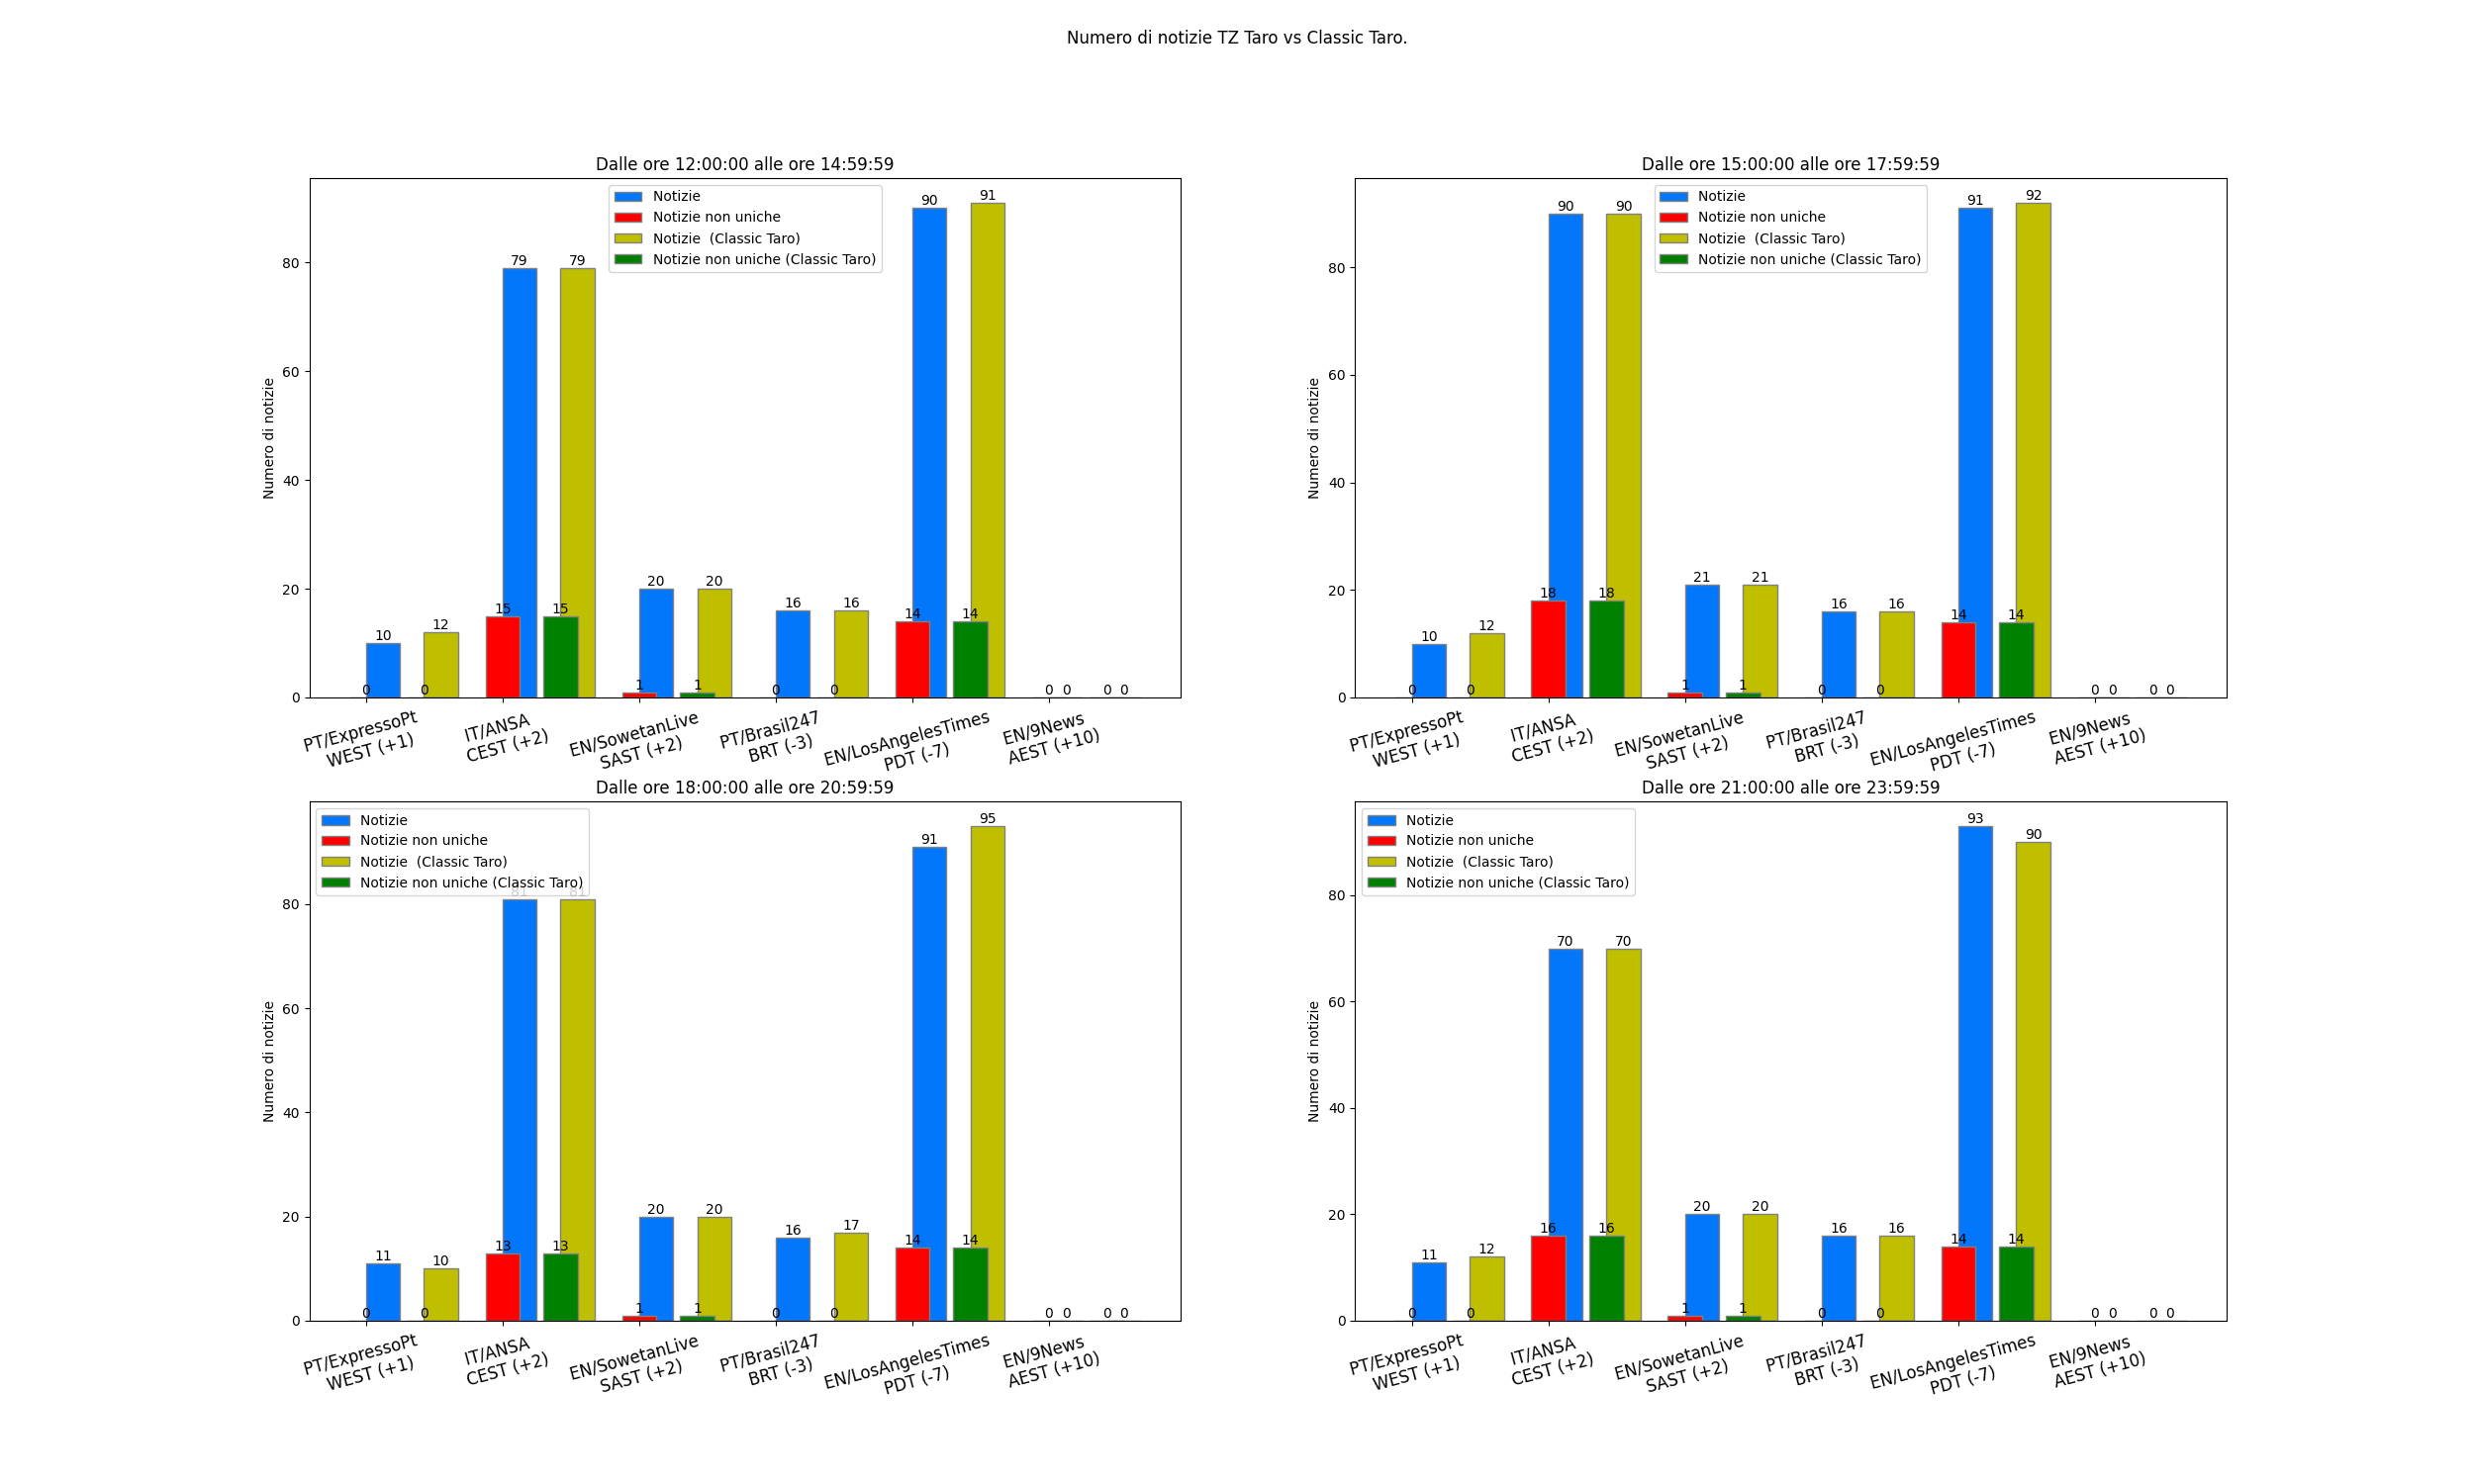 Numero di notizie TZ Taro vs Classic Taro.
Dalle ore 12:00:00 alle ore 14:59:59
Notizie
Notizie non uniche
Notizie  (Classic Taro)
Notizie non uniche (Classic Taro)
Numero di notizie
80
60
40
20
0
10
12
79
79
20
20
16
16
90
91
0
0
15
15
1
1
0
0
14
14
0 0
0 0
PT/ExpressoPt
WEST (+1)
IT/ANSA
CEST (+2)
EN/SowetanLive
SAST (+2)
PT/Brasil247
BRT (-3)
EN/LosAngelesTimes
PDT (-7)
EN/9News
AEST (+10)
Dalle ore 15:00:00 alle ore 17:59:59
Notizie
Notizie non uniche
Notizie  (Classic Taro)
Notizie non uniche (Classic Taro)
Numero di notizie
80
60
40
20
0
10
12
90
90
21
21
16
16
91
92
0
0
18
18
1
1
0
0
14
14
0 0
0 0
PT/ExpressoPt
WEST (+1)
IT/ANSA
CEST (+2)
EN/SowetanLive
SAST (+2)
PT/Brasil247
BRT (-3)
EN/LosAngelesTimes
PDT (-7)
EN/9News
AEST (+10)
Dalle ore 18:00:00 alle ore 20:59:59
Notizie
Notizie non uniche
Notizie  (Classic Taro)
Notizie non uniche (Classic Taro)
Numero di notizie
80
60
40
20
0
11
10
81
81
20
20
16
17
91
95
0
0
13
13
1
1
0
0
14
14
0 0
0 0
PT/ExpressoPt
WEST (+1)
IT/ANSA
CEST (+2)
EN/SowetanLive
SAST (+2)
PT/Brasil247
BRT (-3)
EN/LosAngelesTimes
PDT (-7)
EN/9News
AEST (+10)
Dalle ore 21:00:00 alle ore 23:59:59
Notizie
Notizie non uniche
Notizie  (Classic Taro)
Notizie non uniche (Classic Taro)
Numero di notizie
80
60
40
20
0
11
12
70
70
20
20
16
16
93
90
0
0
16
16
1
1
0
0
14
14
0 0
0 0
PT/ExpressoPt
WEST (+1)
IT/ANSA
CEST (+2)
EN/SowetanLive
SAST (+2)
PT/Brasil247
BRT (-3)
EN/LosAngelesTimes
PDT (-7)
EN/9News
AEST (+10)